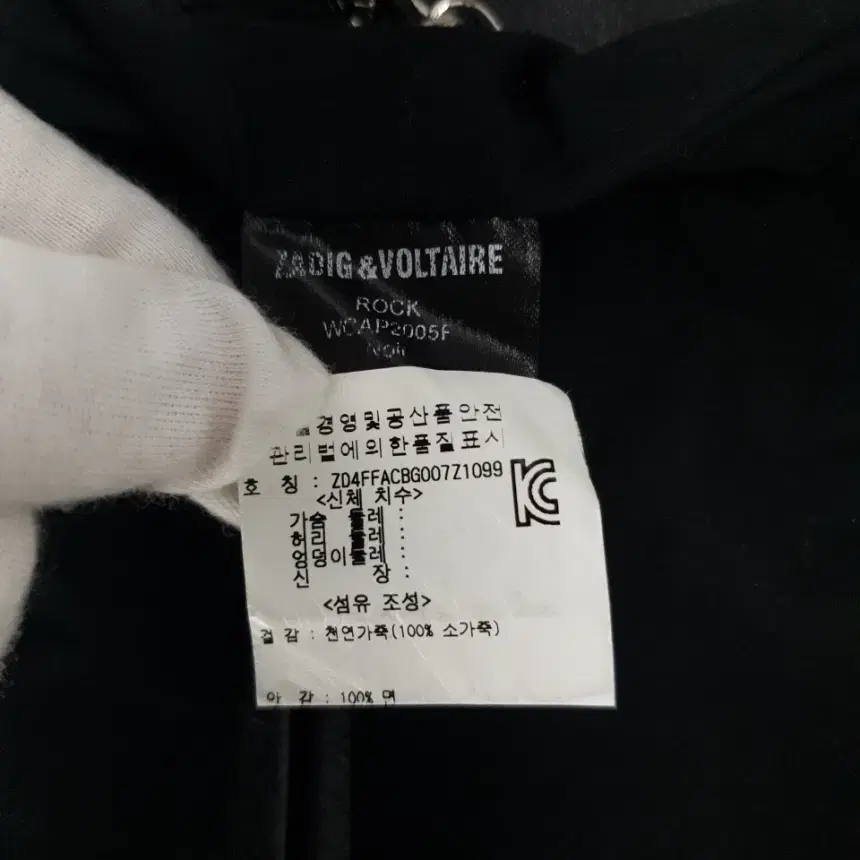 ZADIG&VOLTAIRE
ROCK
WCAP2005F
Noir
경영및공산품안전
관리법에의한품질표시
호 칭 : ZD4FFACBG007Z1099
<신체 치수>
가슴 둘레 :
허리 둘레 :
엉덩이둘레 :
신 장 :
<섬유 조성>
겉 감 : 천연가죽(100% 소가죽)
안 감 : 100% 면